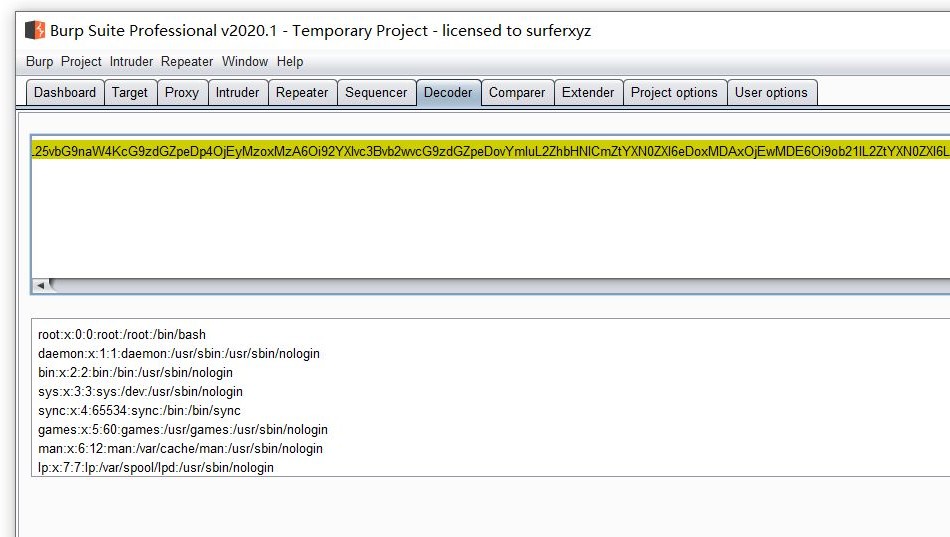 Burp Suite Professional v2020.1 - Temporary Project - licensed to surferxyz
Burp Project Intruder Repeater Window Help
Dashboard Target Proxy Intruder Repeater Sequencer Decoder Comparer Extender Project options User options
.25vbG9naW4KcG9zdGZpeDp4OjEyMzoxMzA6Oi92YXIvc3Bvb2wvcG9zdGZpeDovYmluL2ZhbHNlCmZtYXN0ZXI6eDoxMDAxOjEwMDE6Oi9ob21lL2ZtYXN0ZXI6L
root:x:0:0:root:/root:/bin/bash
daemon:x:1:1:daemon:/usr/sbin:/usr/sbin/nologin
bin:x:2:2:bin:/bin:/usr/sbin/nologin
sys:x:3:3:sys:/dev:/usr/sbin/nologin
sync:x:4:65534:sync:/bin:/bin/sync
games:x:5:60:games:/usr/games:/usr/sbin/nologin
man:x:6:12:man:/var/cache/man:/usr/sbin/nologin
lp:x:7:7:lp:/var/spool/lpd:/usr/sbin/nologin